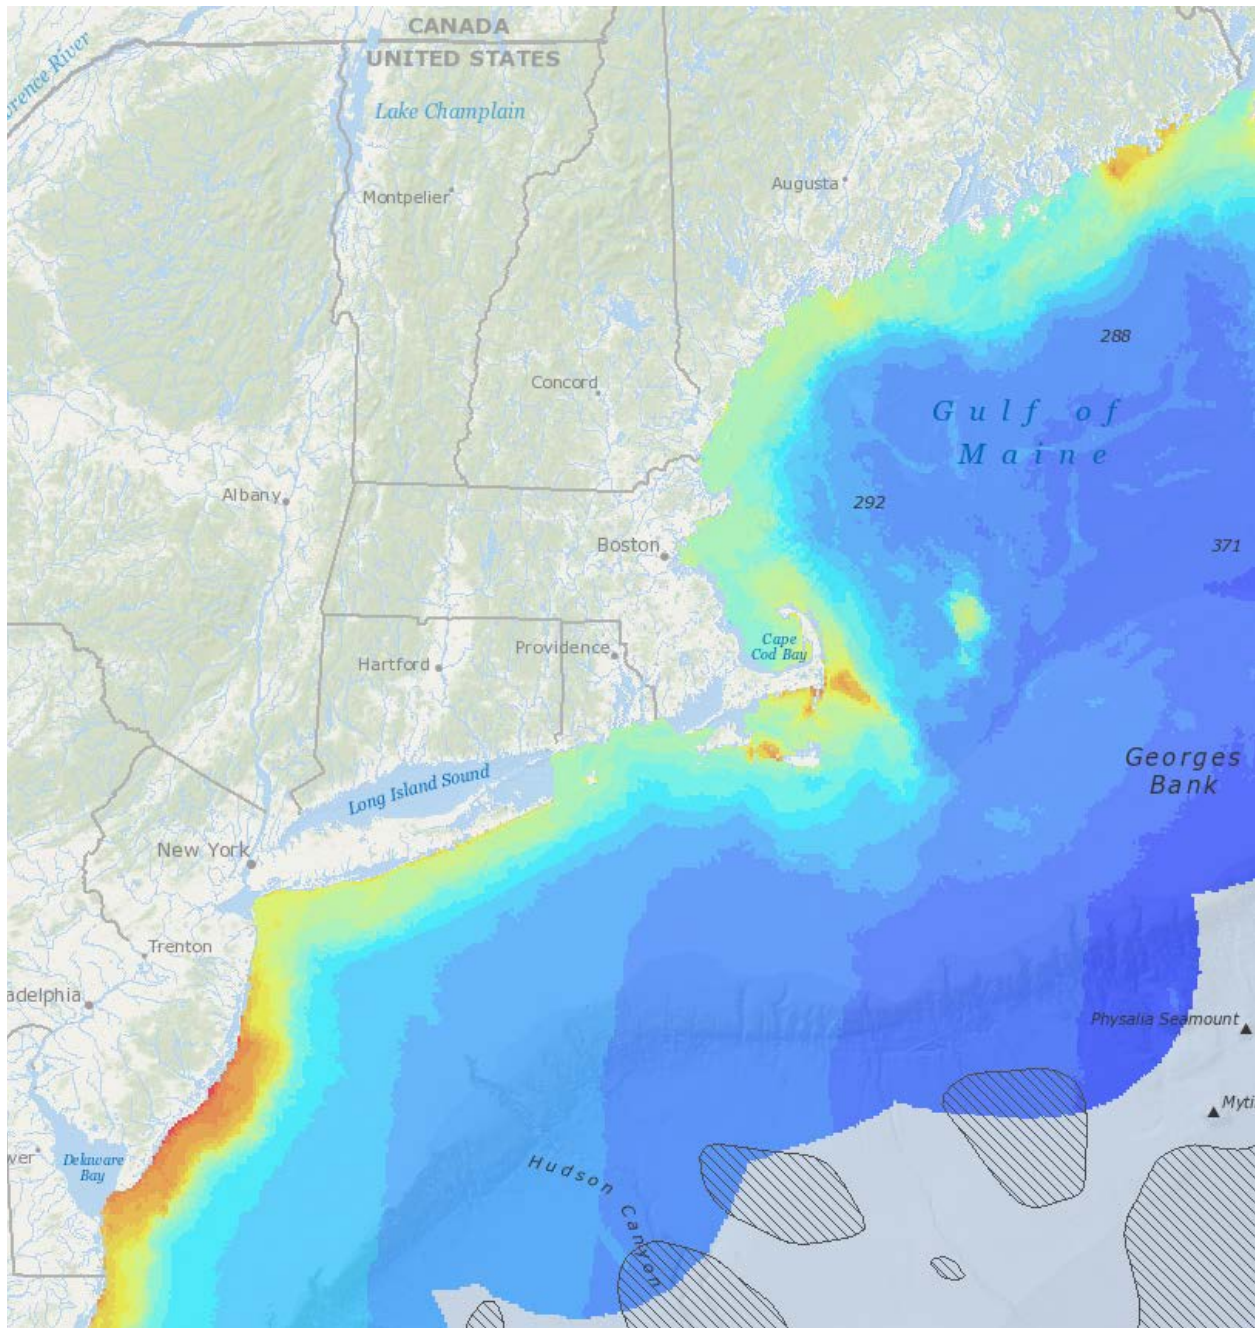 CANADA
UNITED STATES
Lake Champlain
Montpelier
Augusta
288
Gulf of
Maine
Concord
Albany
292
Boston
371
Cape
Cod Bay
Providence
Hartford
Georges
Bank
Long Island Sound
New York
Trenton
adelphia
Physalia Seamount
Myti
Delaware
Bay
ver
Hudson Canyon
rence River